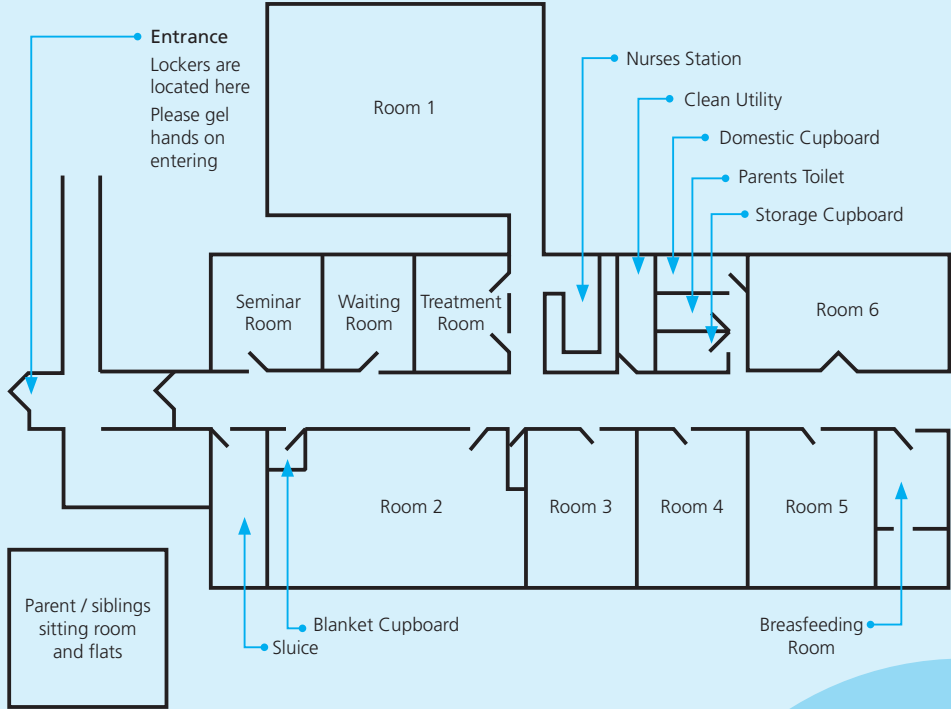 Entrance
Lockers are
located here
Please gel
hands on
entering
Room 1
Nurses Station
Clean Utility
Domestic Cupboard
Parents Toilet
Storage Cupboard
Seminar
Room
Waiting
Room
Treatment
Room
Room 6
Room 2
Room 3
Room 4
Room 5
Parent / siblings
sitting room
and flats
Blanket Cupboard
Sluice
Breasfeeding
Room